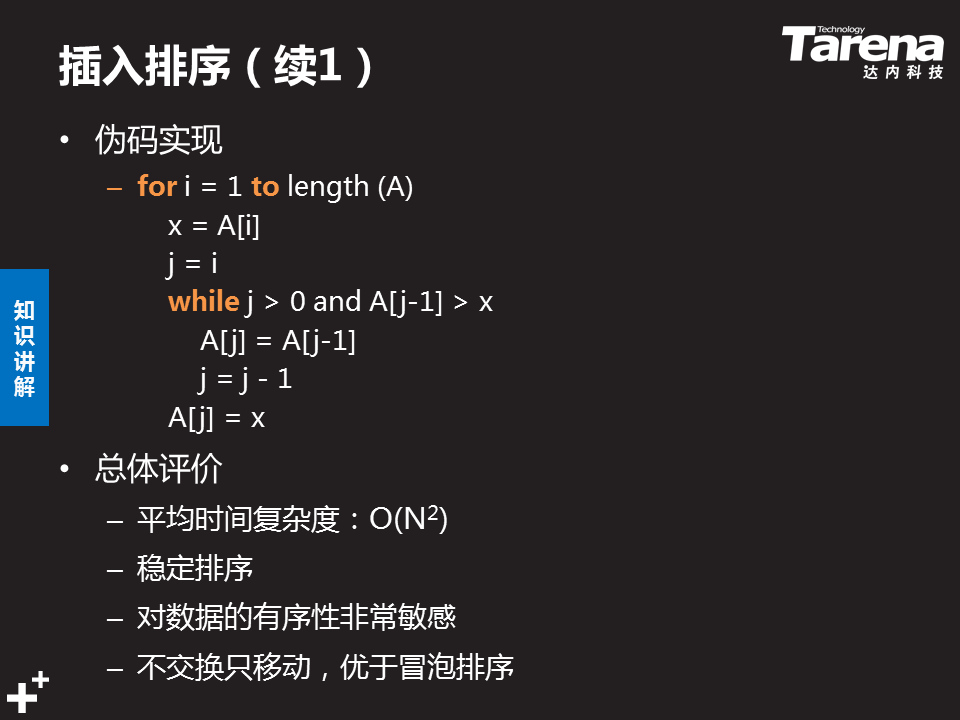 插入排序（续1）
Technology
Tarena
达内科技
• 伪码实现
– for i = 1 to length (A)
x = A[i]
j = i
while j > 0 and A[j-1] > x
A[j] = A[j-1]
j = j - 1
A[j] = x
知识讲解
• 总体评价
– 平均时间复杂度：O(N²)
– 稳定排序
– 对数据的有序性非常敏感
– 不交换只移动，优于冒泡排序